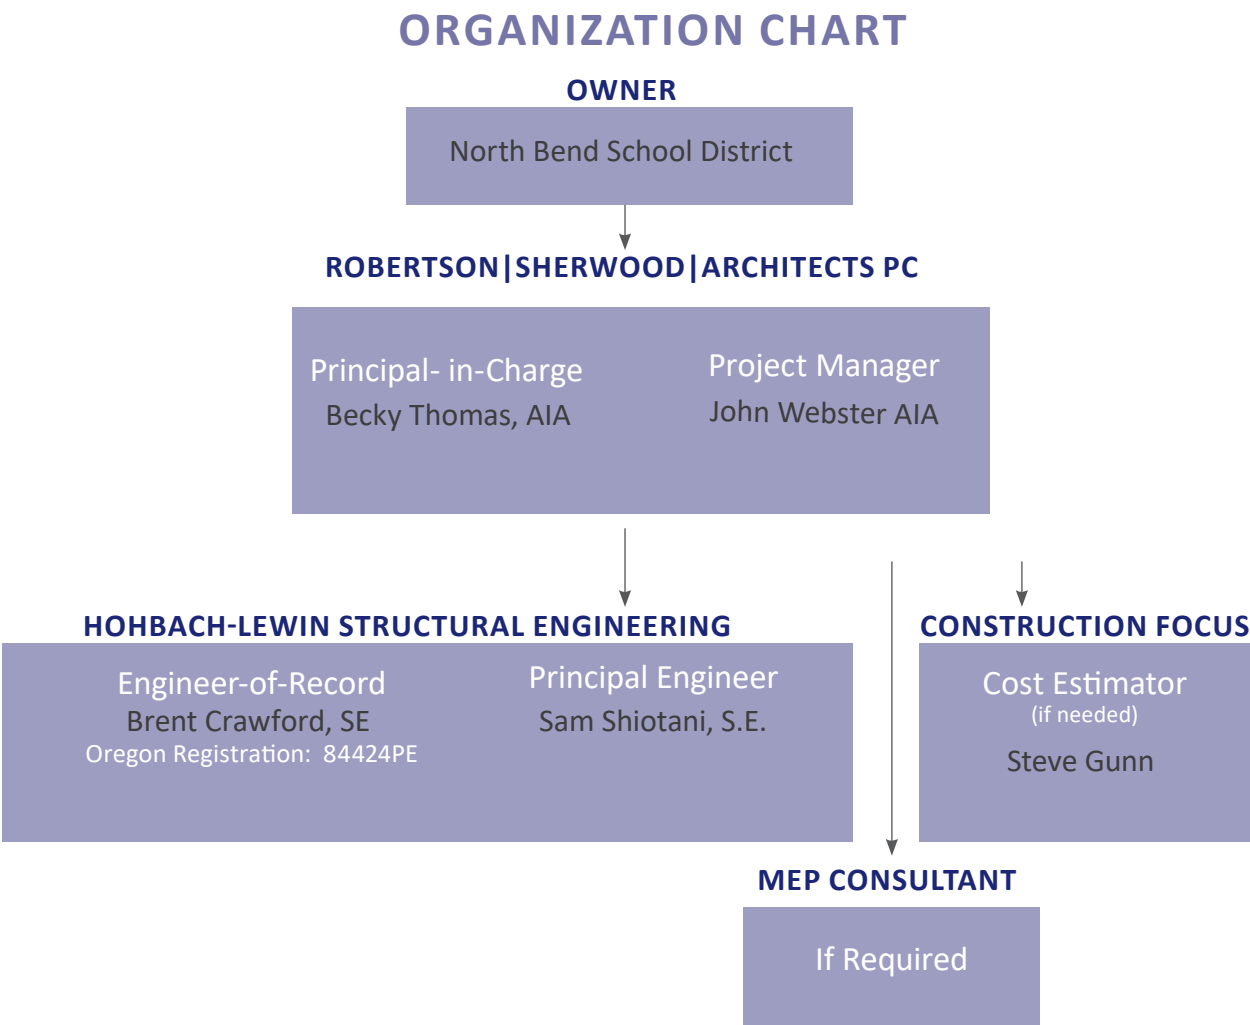 ORGANIZATION CHART
OWNER
North Bend School District
ROBERTSON|SHERWOOD|ARCHITECTS PC
Principal- in-Charge
Becky Thomas, AIA
Project Manager
John Webster AIA
HOHBACH-LEWIN STRUCTURAL ENGINEERING
Engineer-of-Record
Brent Crawford, SE
Oregon Registration: 84424PE
Principal Engineer
Sam Shiotani, S.E.
CONSTRUCTION FOCUS
Cost Estimator
(if needed)
Steve Gunn
MEP CONSULTANT
If Required